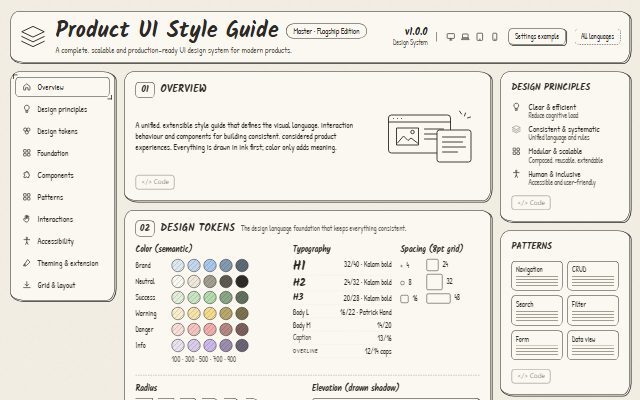 Product UI Style Guide
Master · Flagship Edition
A complete, scalable and production-ready UI design system for modern products.
v1.0.0
Design System
Settings example
All languages
Overview
Design principles
Design tokens
Foundation
Components
Patterns
Interactions
Accessibility
Theming & extension
Grid & layout
01 OVERVIEW
A unified, extensible style guide that defines the visual language, interaction
behaviour and components for building consistent, considered product
experiences. Everything is drawn in ink first; color only adds meaning.
</> Code
02 DESIGN TOKENS The design language foundation that keeps everything consistent.
Color (semantic)
Brand
Neutral
Success
Warning
Danger
Info
100 · 300 · 500 · 700 · 900
Typography
H1 32/40 · Kalam bold
H2 24/32 · Kalam bold
H3 20/28 · Kalam bold
Body L 16/22 · Patrick Hand
Body M 14/20
Caption 13/16
OVERLINE 12/14 caps
Spacing (8pt grid)
4 24
8 32
16 48
Radius
Elevation (drawn shadow)
DESIGN PRINCIPLES
Clear & efficient
Reduce cognitive load
Consistent & systematic
Unified language and rules
Modular & scalable
Composed, reusable, extendable
Human & inclusive
Accessible and user-friendly
</> Code
PATTERNS
Navigation
CRUD
Search
Filter
Form
Data view
</> Code